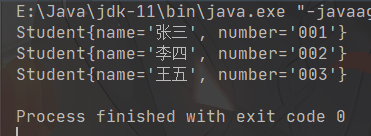 E:\Java\jdk-11\bin\java.exe "-javaag
Student{name='张三', number='001'}
Student{name='李四', number='002'}
Student{name='王五', number='003'}
Process finished with exit code 0